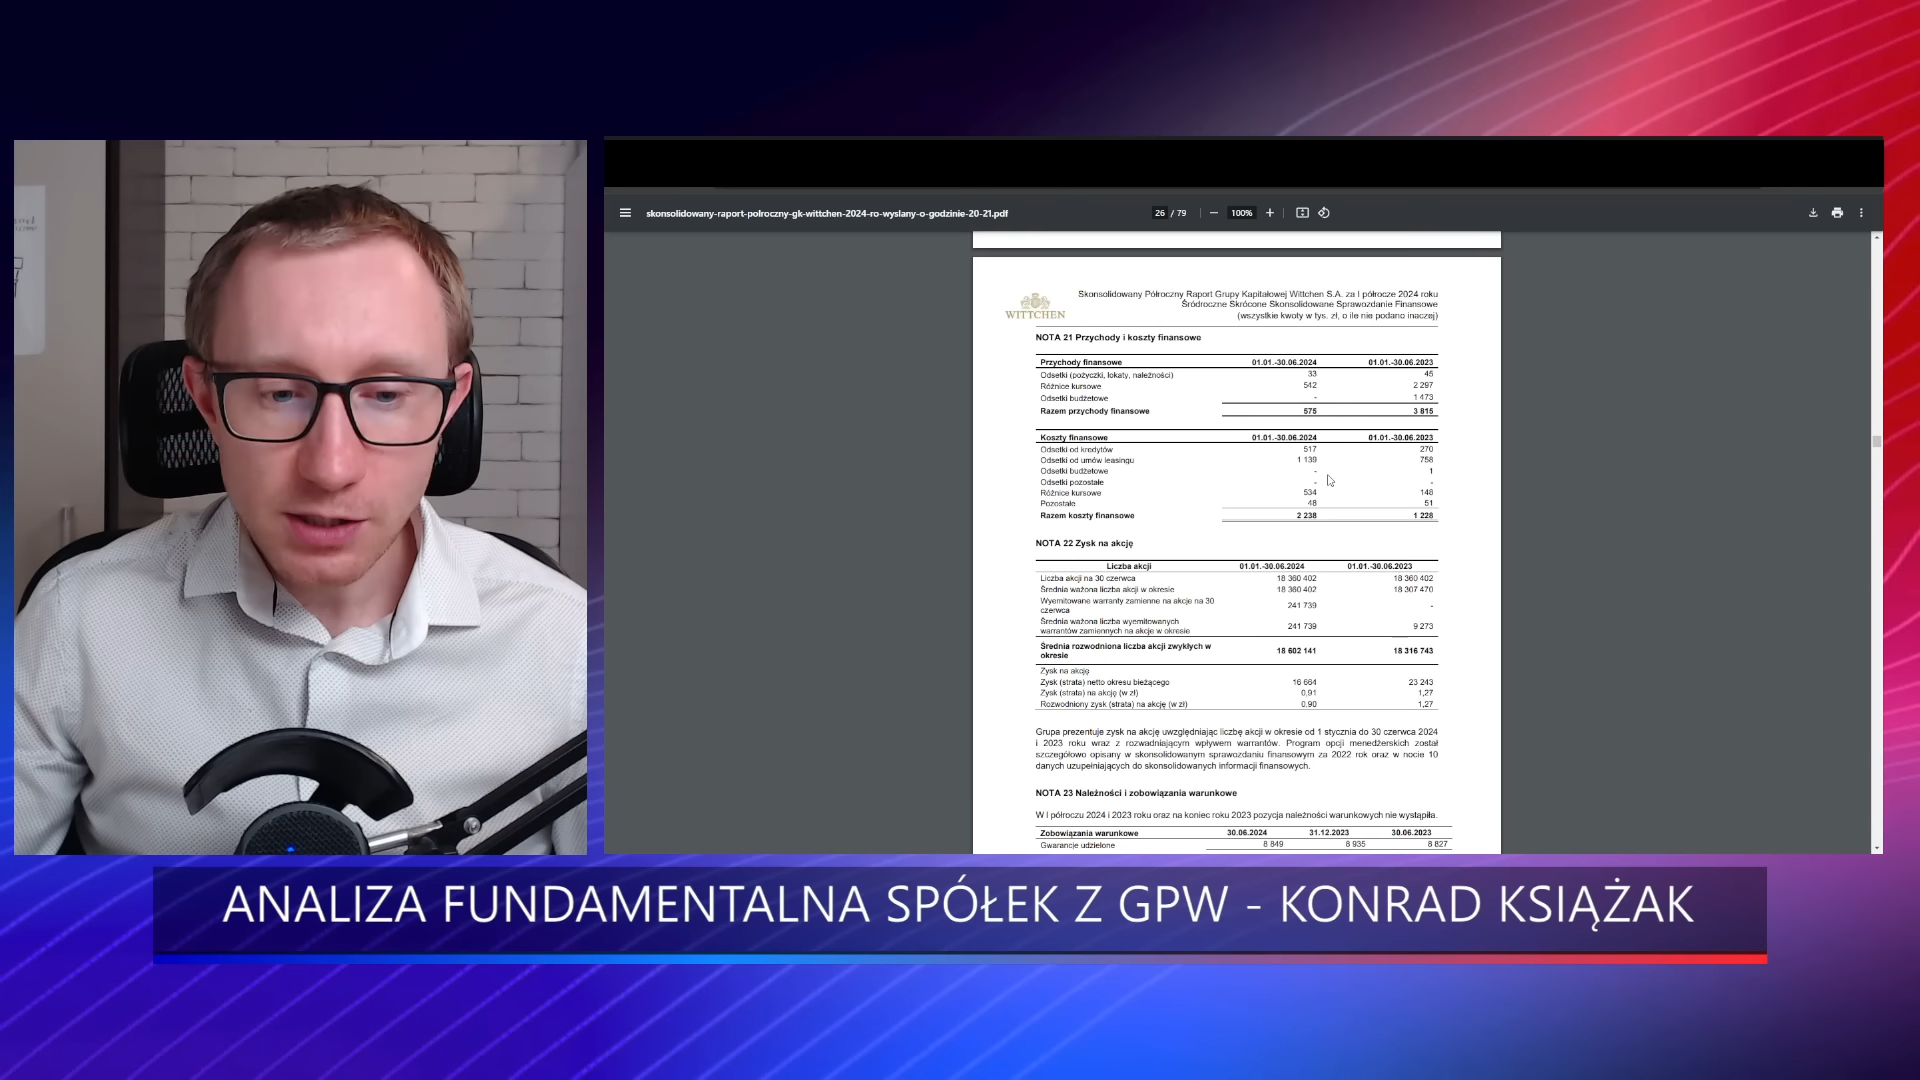 skonsolidowany-raport-polroczny-gk-wittchen-2024-ro-wyslany-o-godzinie-20-21.pdf
26 / 79
100%
WITTCHEN
Skonsolidowany Półroczny Raport Grupy Kapitałowej Wittchen S.A. za I półrocze 2024 roku
Śródroczne Skrócone Skonsolidowane Sprawozdanie Finansowe
(wszystkie kwoty w tys. zł, o ile nie podano inaczej)
NOTA 21 Przychody i koszty finansowe
Przychody finansowe 01.01.-30.06.2024 01.01.-30.06.2023
Odsetki (pożyczki, lokaty, należności) 33 45
Różnice kursowe 542 2 297
Odsetki budżetowe - 1 473
Razem przychody finansowe 575 3 815
Koszty finansowe 01.01.-30.06.2024 01.01.-30.06.2023
Odsetki od kredytów 517 270
Odsetki od umów leasingu 1 139 758
Odsetki budżetowe - 1
Odsetki pozostałe - -
Różnice kursowe 534 148
Pozostałe 48 51
Razem koszty finansowe 2 238 1 228
NOTA 22 Zysk na akcję
Liczba akcji 01.01.-30.06.2024 01.01.-30.06.2023
Liczba akcji na 30 czerwca 18 360 402 18 360 402
Średnia ważona liczba akcji w okresie 18 360 402 18 307 470
Wyemitowane warranty zamienne na akcje na 30
czerwca 241 739 -
Średnia ważona liczba wyemitowanych
warrantów zamiennych na akcje w okresie 241 739 9 273
Średnia rozwodniona liczba akcji zwykłych w
okresie 18 602 141 18 316 743
Zysk na akcję
Zysk (strata) netto okresu bieżącego 16 664 23 243
Zysk (strata) na akcję (w zł) 0,91 1,27
Rozwodniony zysk (strata) na akcję (w zł) 0,90 1,27
Grupa prezentuje zysk na akcję uwzględniając liczbę akcji w okresie od 1 stycznia do 30 czerwca 2024
i 2023 roku wraz z rozwadniającym wpływem warrantów. Program opcji menedżerskich został
szczegółowo opisany w skonsolidowanym sprawozdaniu finansowym za 2022 rok oraz w nocie 10
danych uzupełniających do skonsolidowanych informacji finansowych.
NOTA 23 Należności i zobowiązania warunkowe
W I półroczu 2024 i 2023 roku oraz na koniec roku 2023 pozycja należności warunkowych nie wystąpiła.
Zobowiązania warunkowe 30.06.2024 31.12.2023 30.06.2023
Gwarancje udzielone 8 849 8 935 8 827
ANALIZA FUNDAMENTALNA SPÓŁEK Z GPW - KONRAD KSIĄŻAK